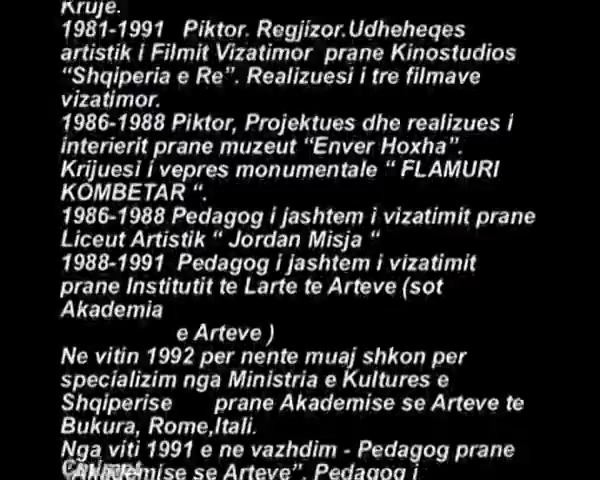 Kruje.
1981-1991 Piktor. Regjizor.Udheheqes
artistik i Filmit Vizatimor prane Kinostudios
“Shqiperia e Re”. Realizuesi i tre filmave
vizatimor.
1986-1988 Piktor, Projektues dhe realizues i
interierit prane muzeut “Enver Hoxha”.
Krijuesi i vepres monumentale “ FLAMURI
KOMBETAR “.
1986-1988 Pedagog i jashtem i vizatimit prane
Liceut Artistik “ Jordan Misja “
1988-1991 Pedagog i jashtem i vizatimit
prane Institutit te Larte te Arteve (sot
Akademia
e Arteve )
Ne vitin 1992 per nente muaj shkon per
specializim nga Ministria e Kultures e
Shqiperise prane Akademise se Arteve te
Bukura, Rome,Itali.
Nga viti 1991 e ne vazhdim - Pedagog prane
“Akademise se Arteve”. Pedagog i